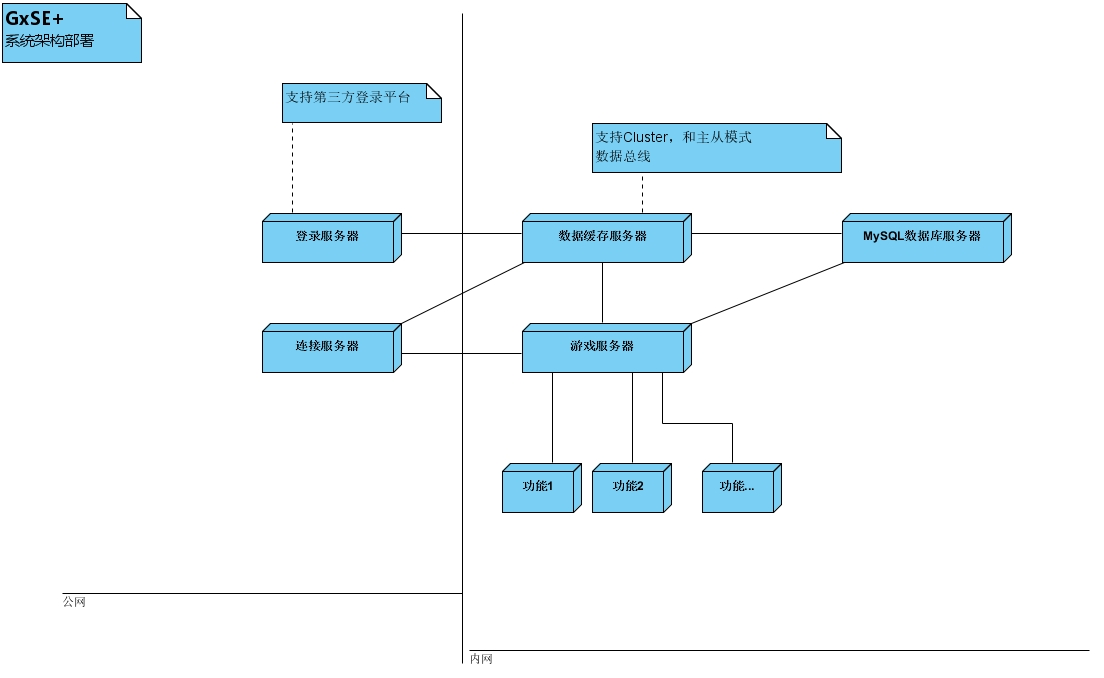 GxSE+
系统架构部署
支持第三方登录平台
支持Cluster，和主从模式
数据总线
登录服务器
数据缓存服务器
MySQL数据库服务器
连接服务器
游戏服务器
功能1
功能2
功能...
公网
内网